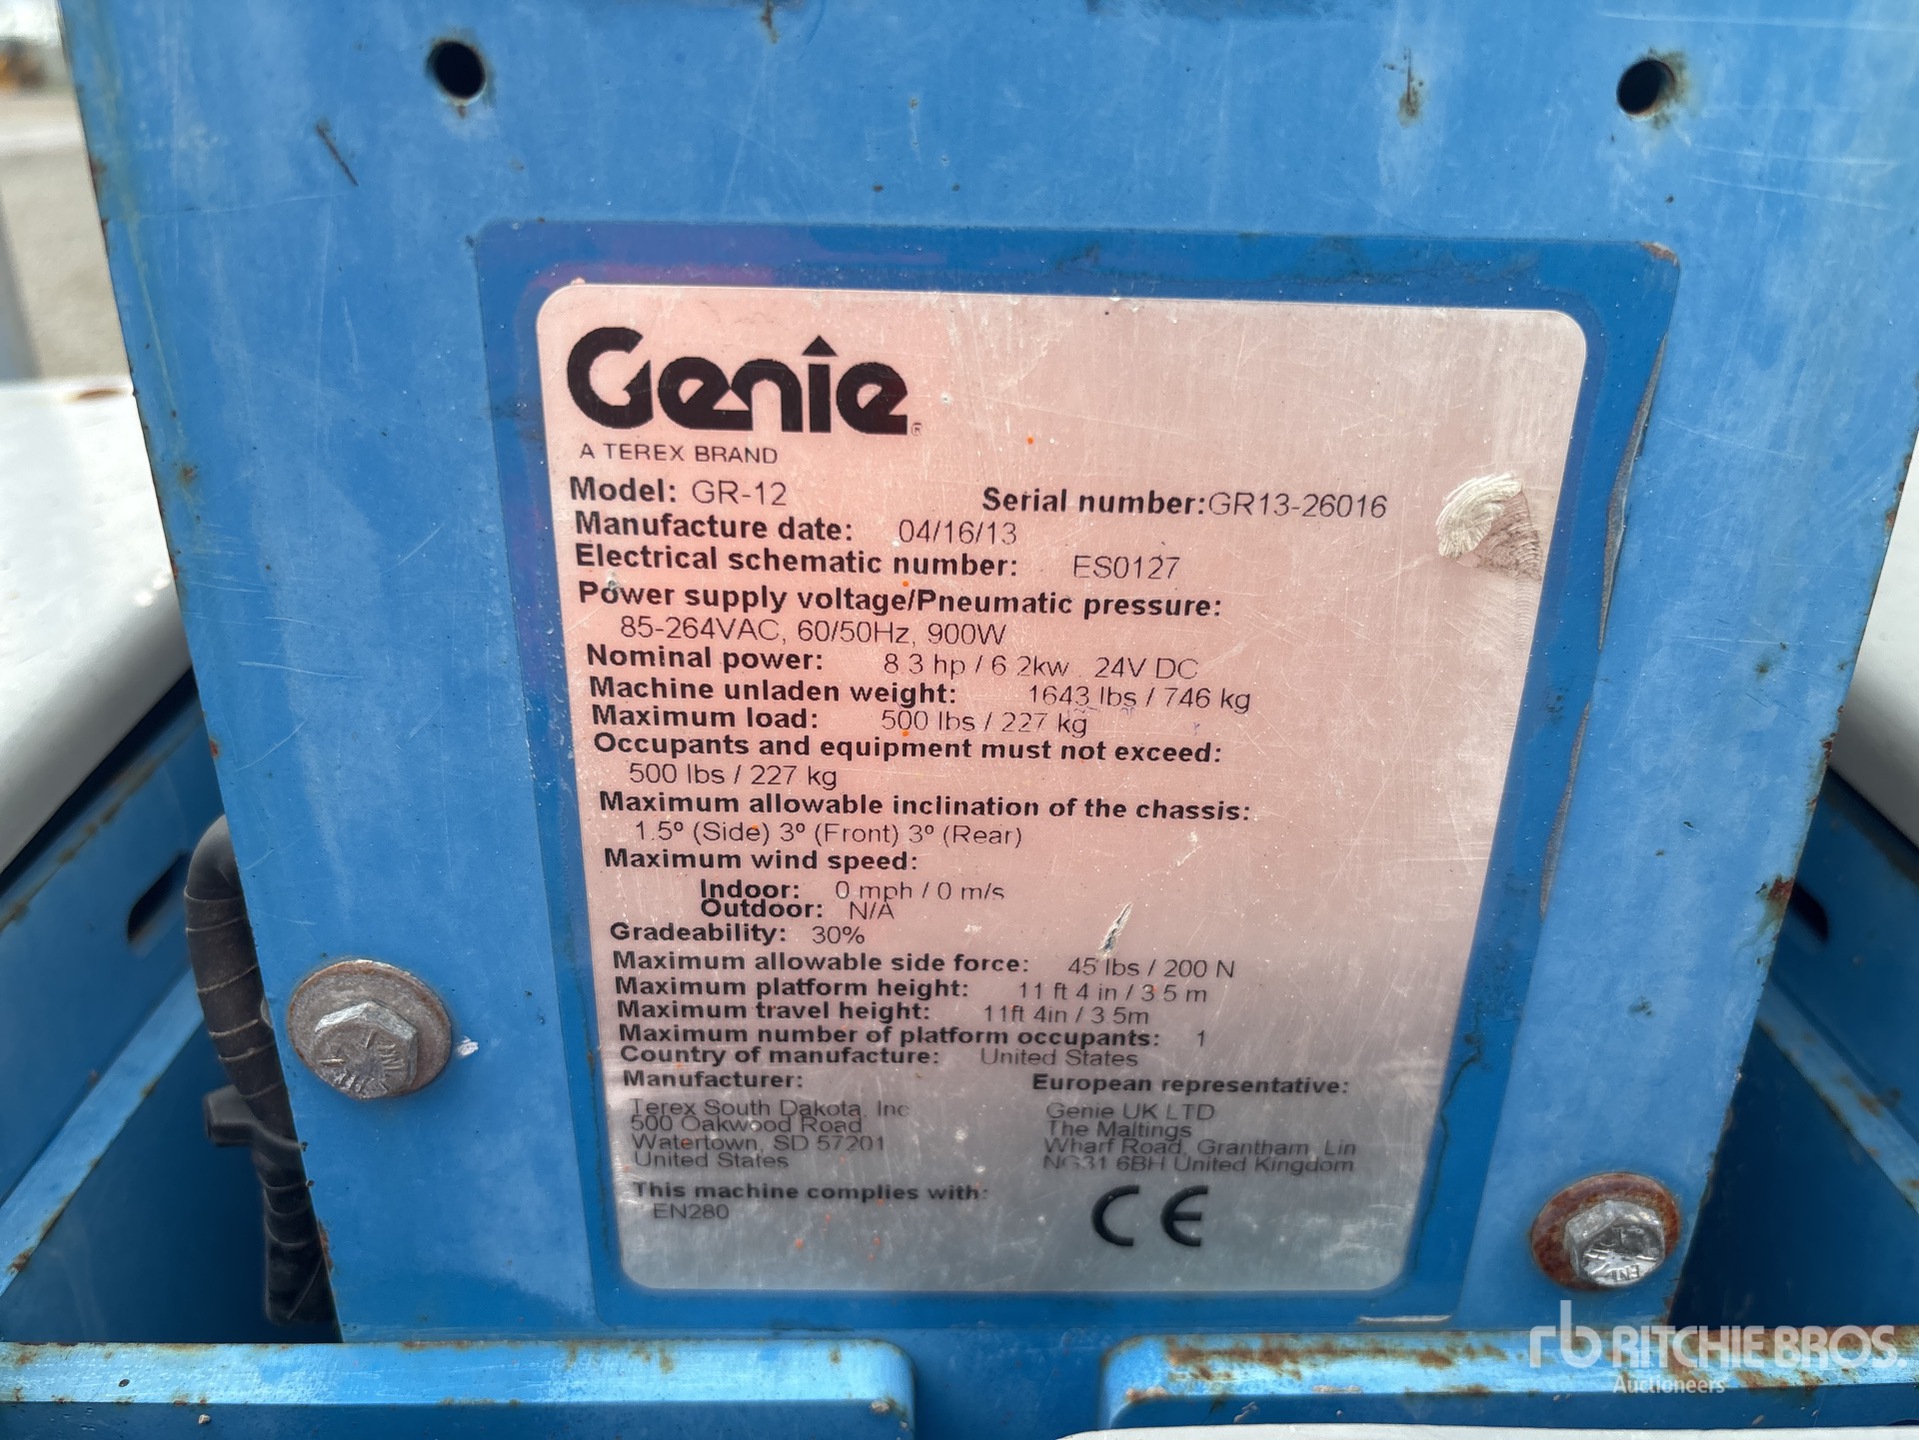 Genie®
A TEREX BRAND
Model: GR-12 Serial number:GR13-26016
Manufacture date: 04/16/13
Electrical schematic number: ES0127
Power supply voltage/Pneumatic pressure:
85-264VAC, 60/50Hz, 900W
Nominal power: 8.3 hp / 6.2kw 24V DC
Machine unladen weight: 1643 lbs / 746 kg
Maximum load: 500 lbs / 227 kg
Occupants and equipment must not exceed:
500 lbs / 227 kg
Maximum allowable inclination of the chassis:
1.5º (Side) 3º (Front) 3º (Rear)
Maximum wind speed:
Indoor: 0 mph / 0 m/s
Outdoor: N/A
Gradeability: 30%
Maximum allowable side force: 45 lbs / 200 N
Maximum platform height: 11 ft 4 in / 3.5 m
Maximum travel height: 11ft 4in / 3.5m
Maximum number of platform occupants: 1
Country of manufacture: United States
Manufacturer: European representative:
Terex South Dakota, Inc Genie UK LTD
500 Oakwood Road The Maltings
Watertown, SD 57201 Wharf Road, Grantham, Lin
United States NG31 6BH United Kingdom
This machine complies with:
EN280
CE
rb RITCHIE BROS.
Auctioneers